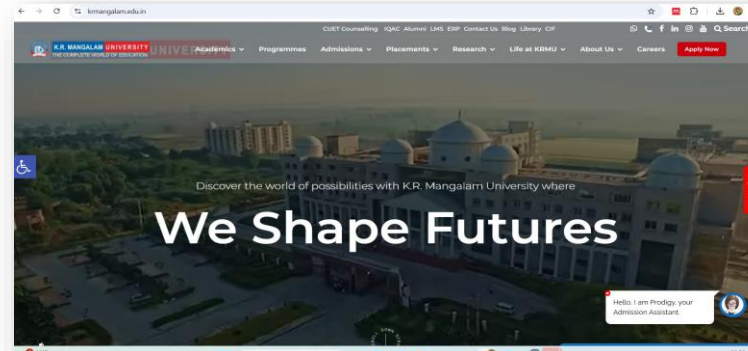 krmangalam.edu.in
CUET Counselling IQAC Alumni LMS ERP Contact Us Blog Library CIF
Search
K.R. MANGALAM UNIVERSITY
THE COMPLETE WORLD OF EDUCATION
Academics Programmes Admissions Placements Research Life at KRMU About Us Careers Apply Now
Discover the world of possibilities with K.R. Mangalam University where
We Shape Futures
Hello, I am Prodigy, your
Admission Assistant.